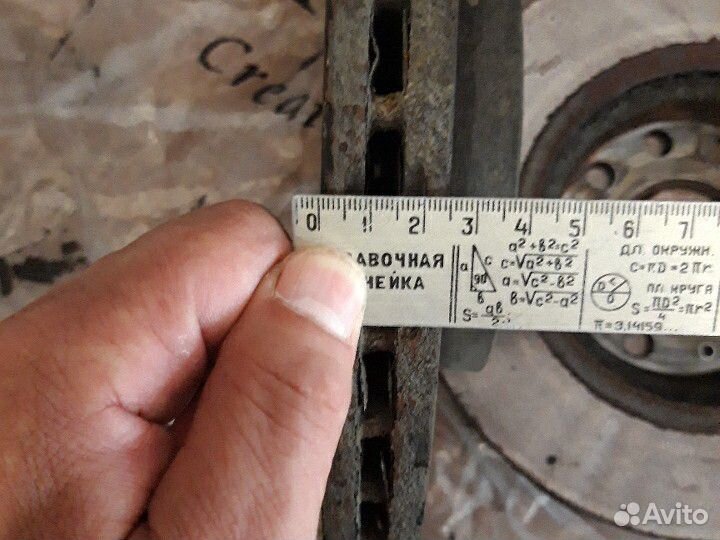 Crea
0 1 2 3 4 5 6 7
АВОЧНАЯ
НЕЙКА
a c 90° в
a²+в²=c²
c=√a²+в²
a=√c²-в²
в=√c²-a²
S=aв/2
ДЛ. ОКРУЖН.
C=πD=2πr
ПЛ. КРУГА
S=πD²/4=πr²
π=3,14159...
Avito